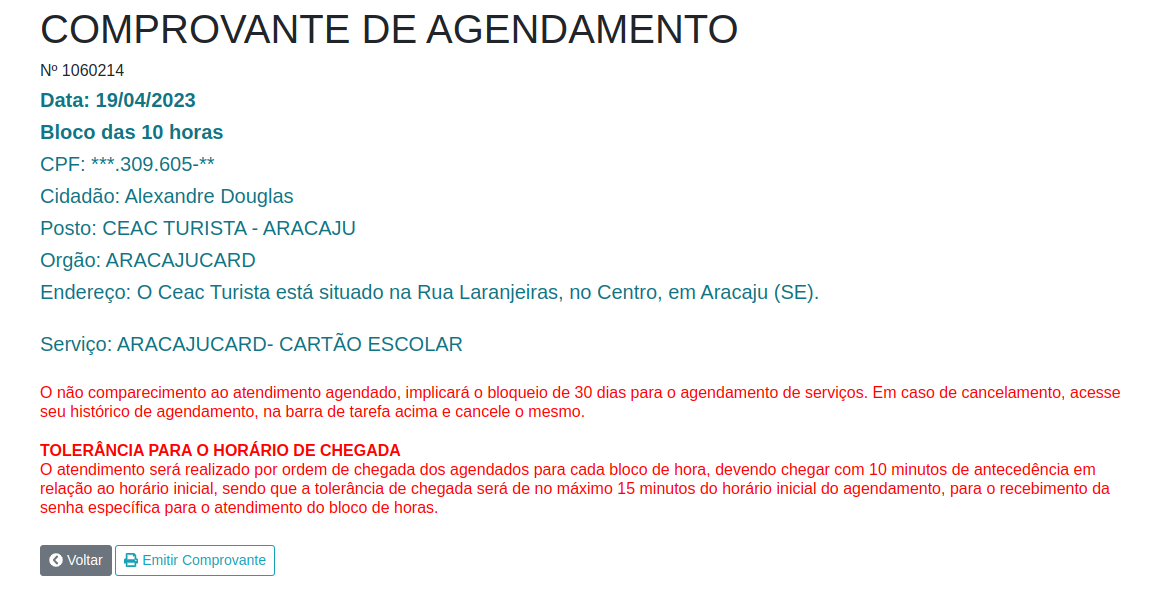 COMPROVANTE DE AGENDAMENTO
Nº 1060214
Data: 19/04/2023
Bloco das 10 horas
CPF: ***.309.605-**
Cidadão: Alexandre Douglas
Posto: CEAC TURISTA - ARACAJU
Orgão: ARACAJUCARD
Endereço: O Ceac Turista está situado na Rua Laranjeiras, no Centro, em Aracaju (SE).
Serviço: ARACAJUCARD- CARTÃO ESCOLAR
O não comparecimento ao atendimento agendado, implicará o bloqueio de 30 dias para o agendamento de serviços. Em caso de cancelamento, acesse
seu histórico de agendamento, na barra de tarefa acima e cancele o mesmo.
TOLERÂNCIA PARA O HORÁRIO DE CHEGADA
O atendimento será realizado por ordem de chegada dos agendados para cada bloco de hora, devendo chegar com 10 minutos de antecedência em
relação ao horário inicial, sendo que a tolerância de chegada será de no máximo 15 minutos do horário inicial do agendamento, para o recebimento da
senha específica para o atendimento do bloco de horas.
Voltar Emitir Comprovante